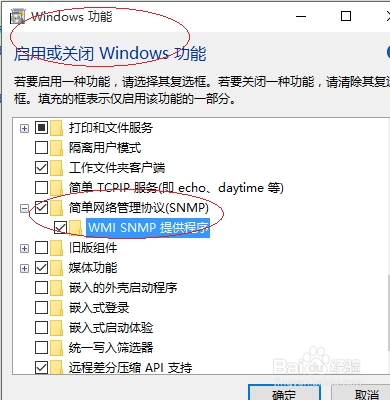 Windows 功能
启用或关闭 Windows 功能
若要启用一种功能，请选择其复选框。若要关闭一种功能，请清除其复选
框。填充的框表示仅启用该功能的一部分。
打印和文件服务
隔离用户模式
工作文件夹客户端
简单 TCPIP 服务(即 echo、daytime 等)
简单网络管理协议(SNMP)
WMI SNMP 提供程序
旧版组件
媒体功能
嵌入的外壳启动程序
嵌入式登录
嵌入式启动体验
统一写入筛选器
远程差分压缩 API 支持
Baidu 经验
确定
取消